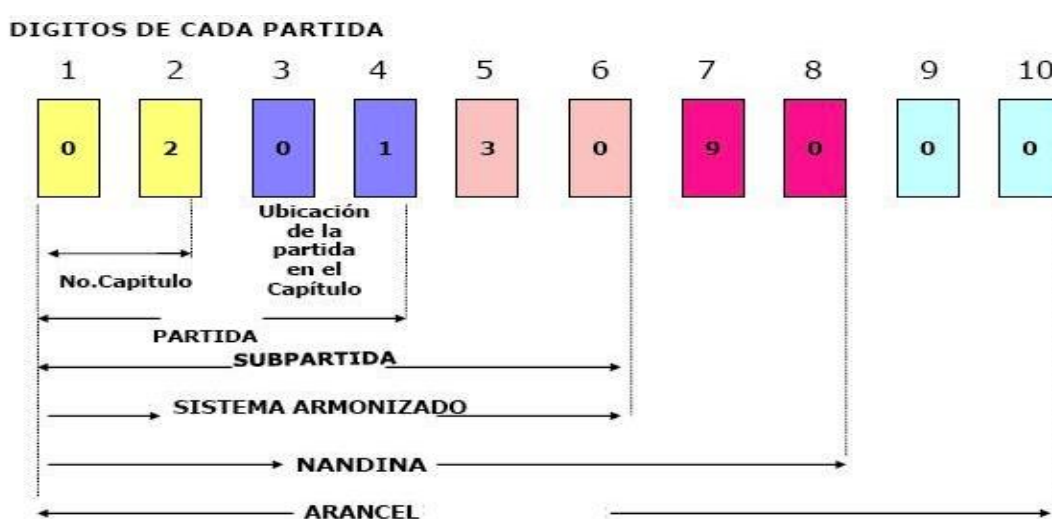 DIGITOS DE CADA PARTIDA
1 2 3 4 5 6 7 8 9 10
0 2 0 1 3 0 9 0 0 0
Ubicación
de la
partida
en el
Capítulo
No.Capitulo
PARTIDA
SUBPARTIDA
SISTEMA ARMONIZADO
NANDINA
ARANCEL